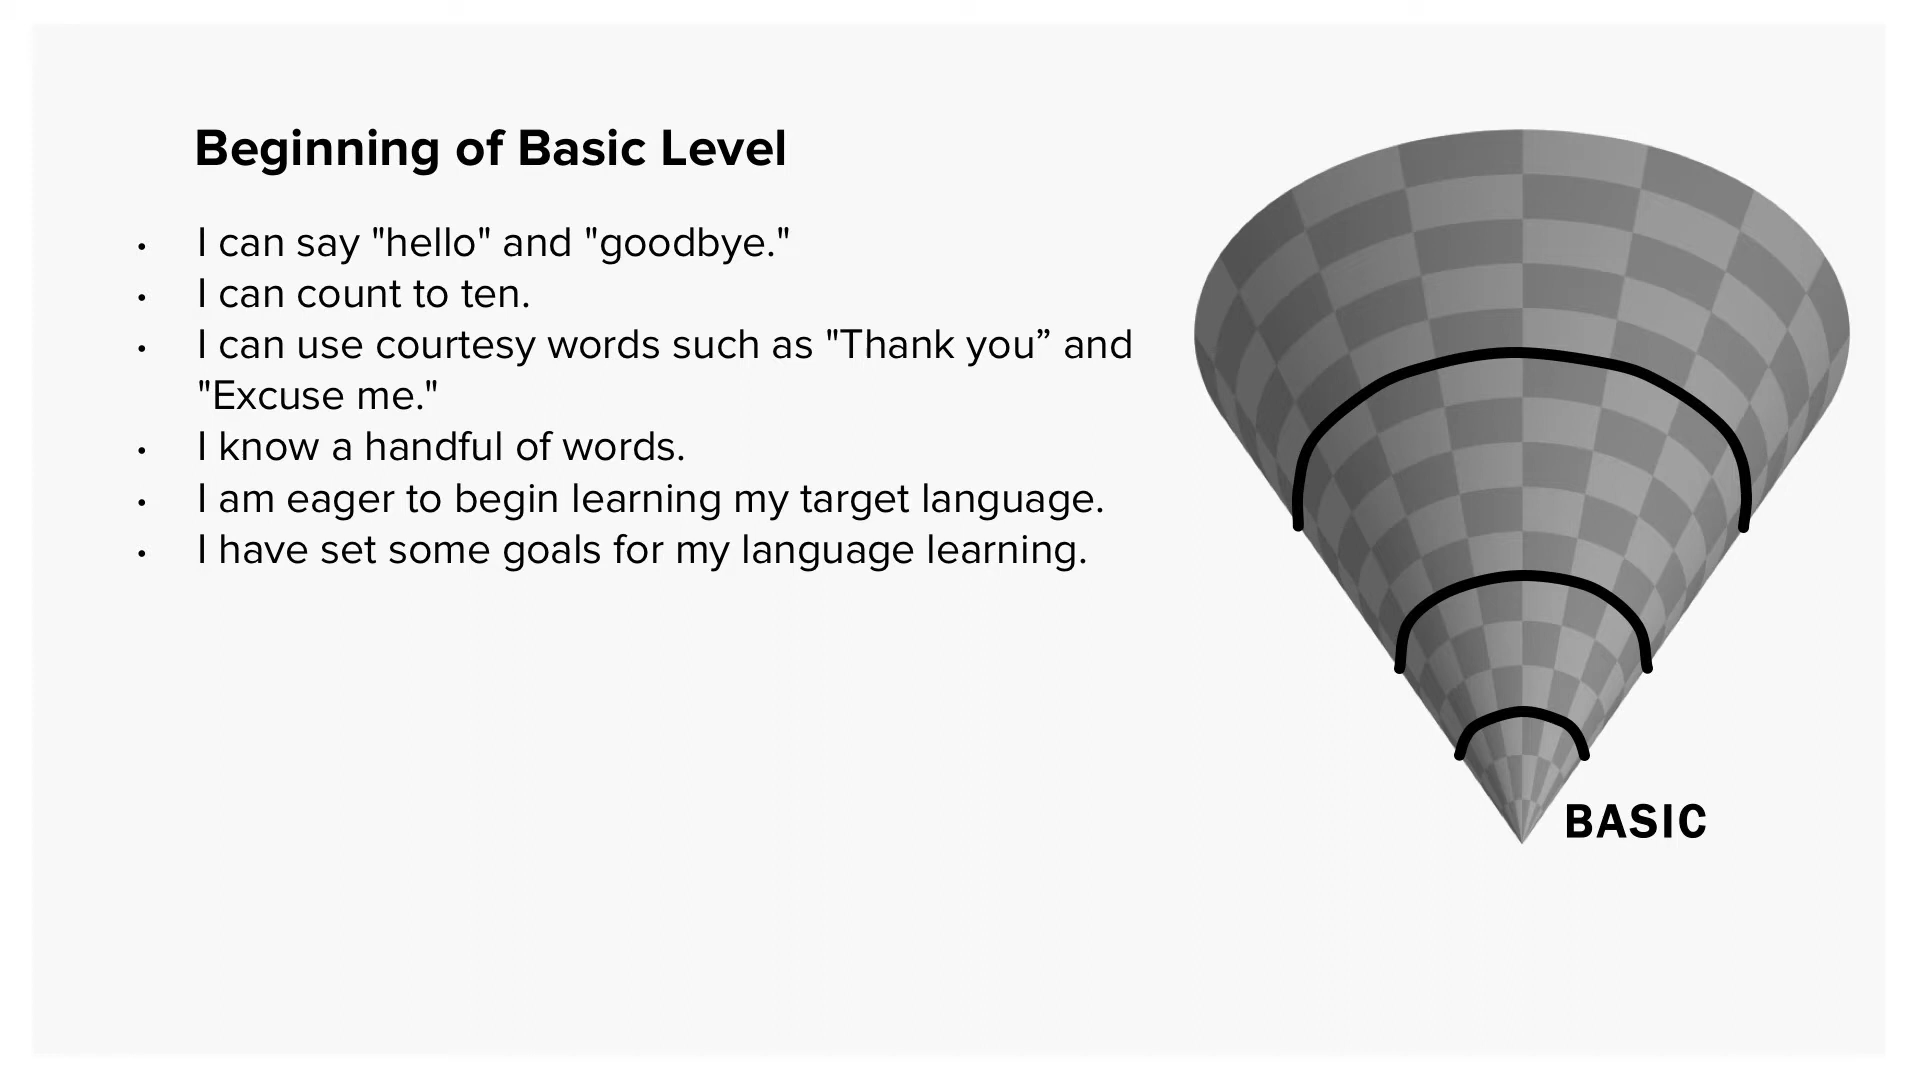 Beginning of Basic Level
• I can say "hello" and "goodbye."
• I can count to ten.
• I can use courtesy words such as "Thank you” and
"Excuse me."
• I know a handful of words.
• I am eager to begin learning my target language.
• I have set some goals for my language learning.
BASIC